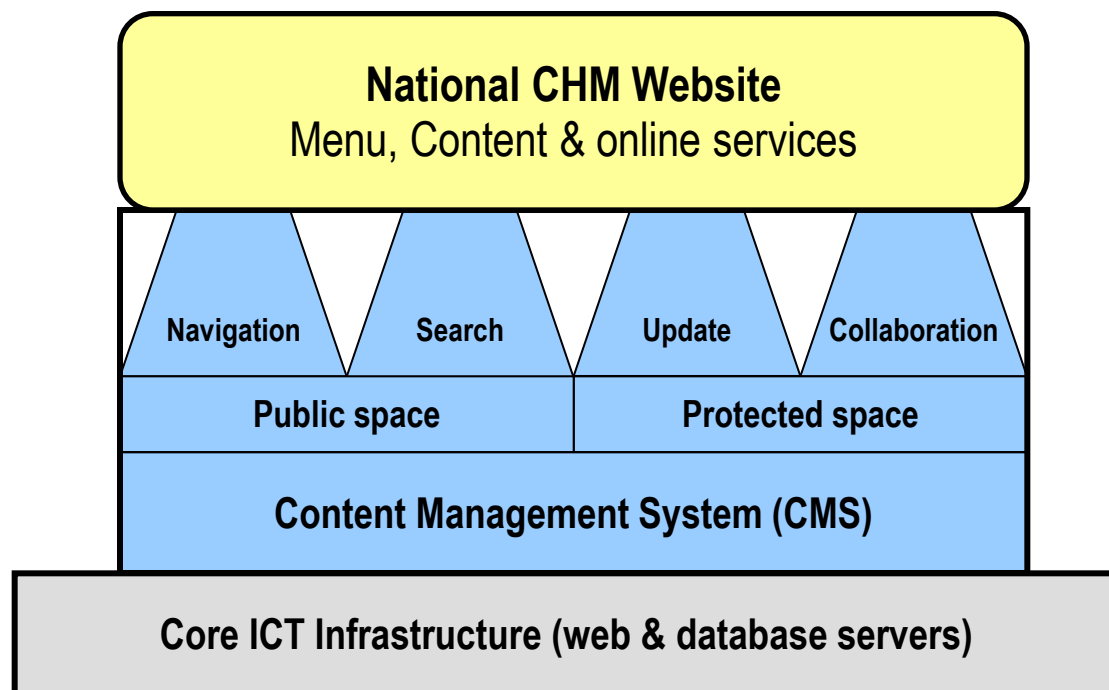 National CHM Website
Menu, Content & online services
Navigation
Search
Update
Collaboration
Public space
Protected space
Content Management System (CMS)
Core ICT Infrastructure (web & database servers)